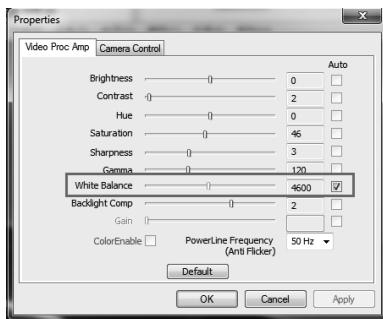 Properties
Video Proc Amp Camera Control
Auto
Brightness 0
Contrast 2
Hue 0
Saturation 46
Sharpness 3
Gamma 120
White Balance 4600
Backlight Comp 2
Gain
ColorEnable PowerLine Frequency 50 Hz
(Anti Flicker)
Default
OK Cancel Apply